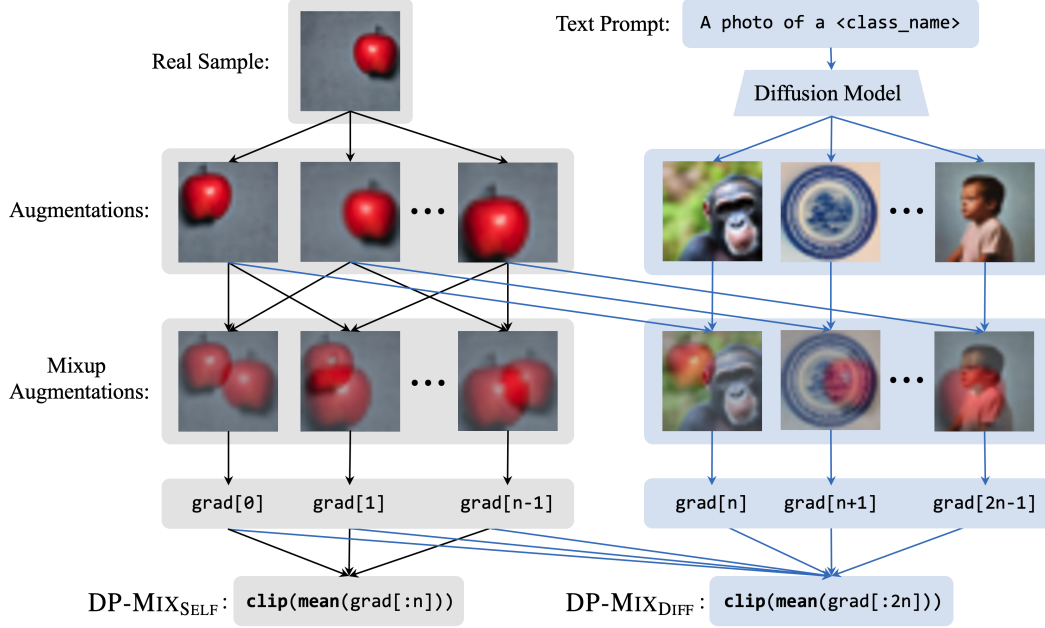 Text Prompt: A photo of a <class_name>
Real Sample:
Diffusion Model
Augmentations:
•••
•••
Mixup
Augmentations:
•••
•••
grad[0] grad[1] grad[n-1] grad[n] grad[n+1] grad[2n-1]
DP-MIXSELF: clip(mean(grad[:n])) DP-MIXDIFF: clip(mean(grad[:2n]))